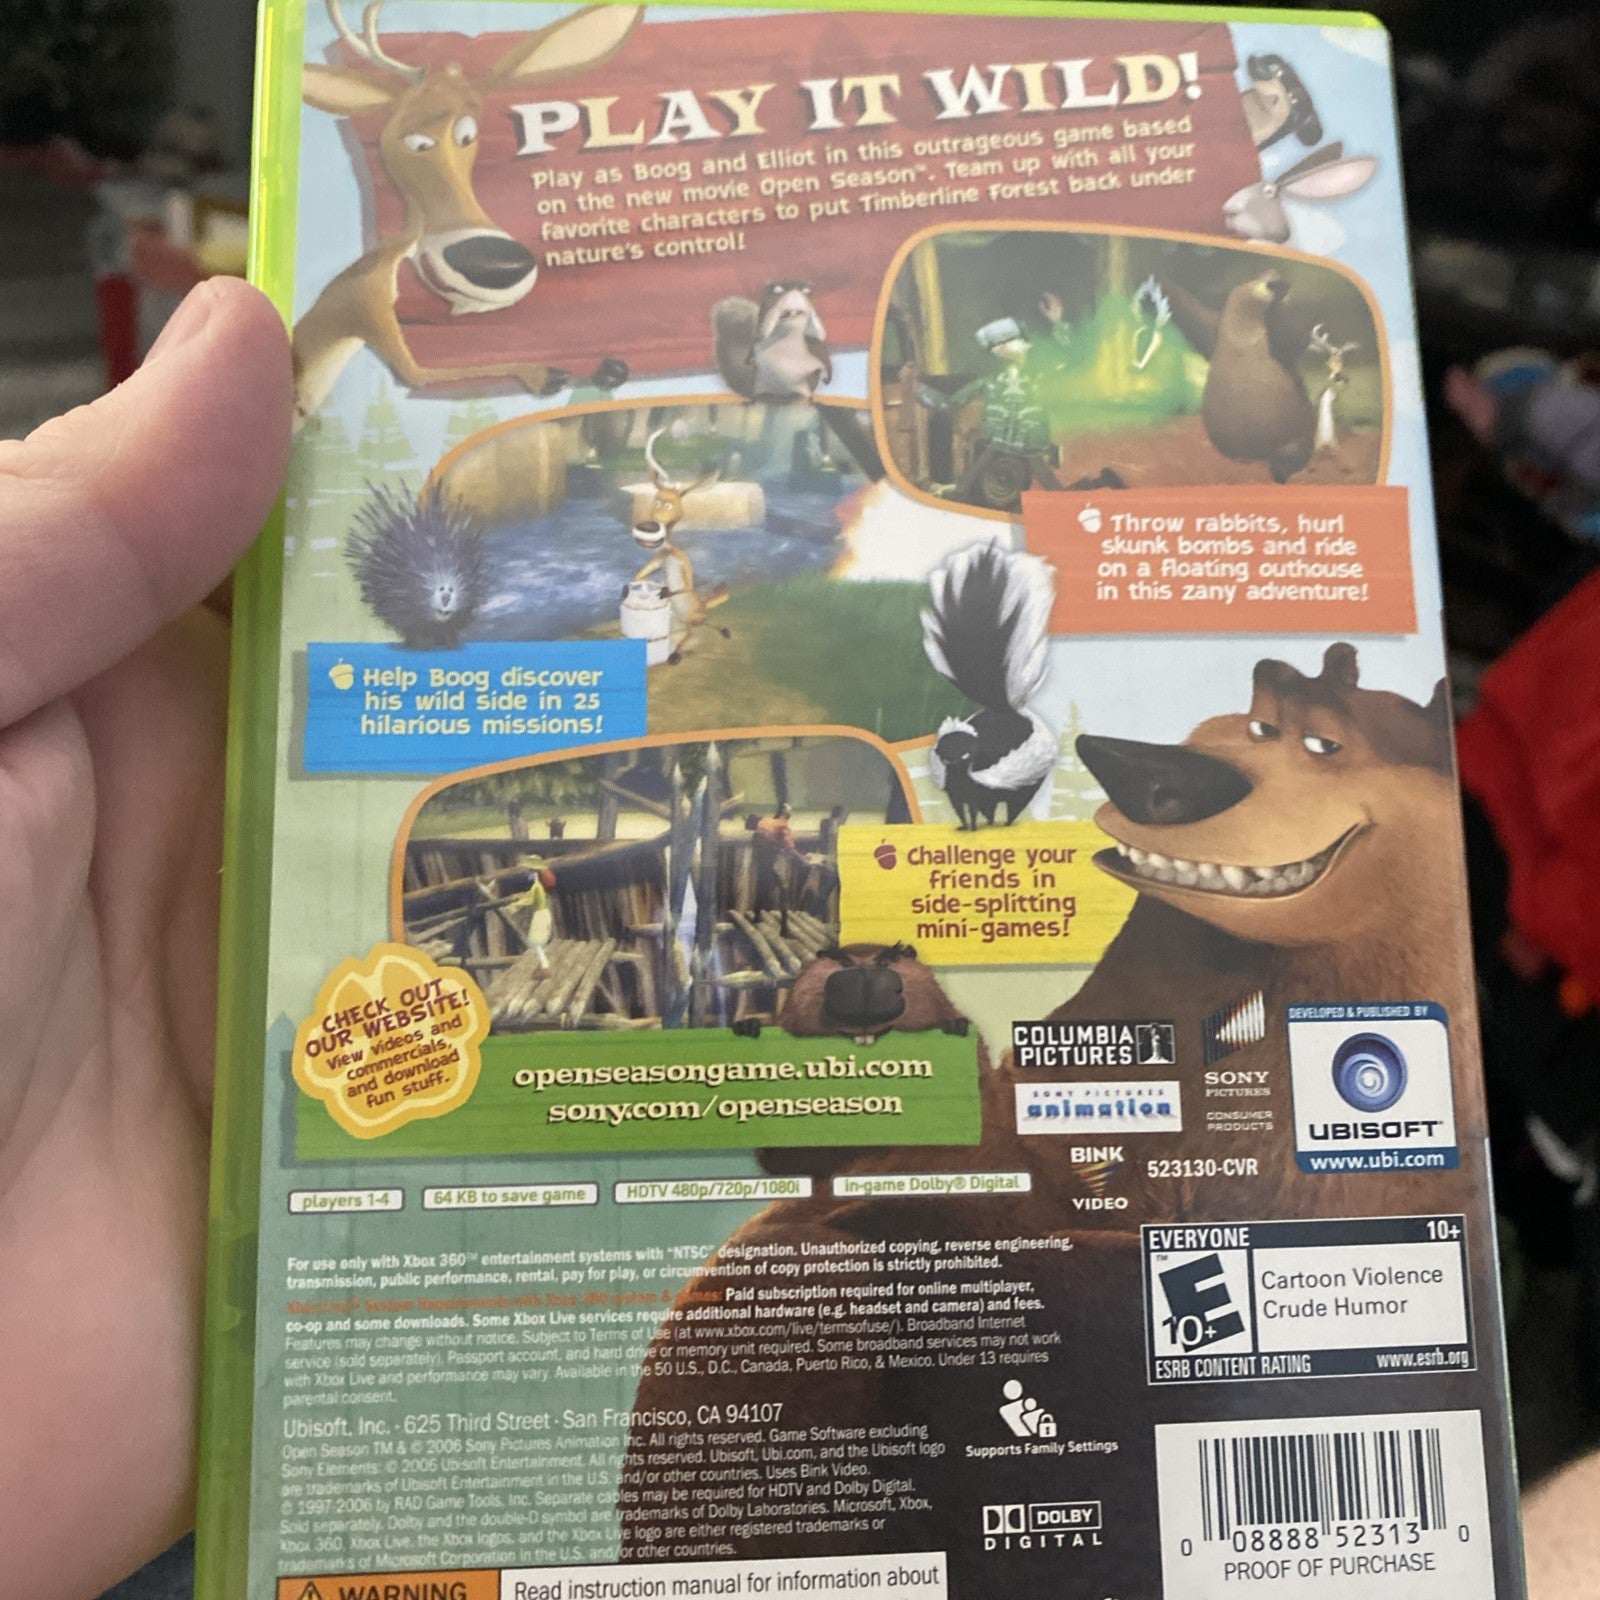 PLAY IT WILD!
Play as Boog and Elliot in this outrageous game based
on the new movie Open Season™. Team up with all your
favorite characters to put Timberline Forest back under
nature's control!
Throw rabbits, hurl
skunk bombs and ride
on a floating outhouse
in this zany adventure!
Help Boog discover
his wild side in 25
hilarious missions!
Challenge your
friends in
side-splitting
mini-games!
CHECK OUT
OUR WEBSITE!
View videos and
commercials,
and download
fun stuff.
openseasongame.ubi.com
sony.com/openseason
COLUMBIA
PICTURES
SONY PICTURES
animation
SONY
PICTURES
CONSUMER
PRODUCTS
DEVELOPED & PUBLISHED BY
UBISOFT
www.ubi.com
BINK
VIDEO
523130-CVR
players 1-4
64 KB to save game
HDTV 480p/720p/1080i
in-game Dolby® Digital
For use only with Xbox 360™ entertainment systems with "NTSC" designation. Unauthorized copying, reverse engineering,
transmission, public performance, rental, pay for play, or circumvention of copy protection is strictly prohibited.
Xbox Live® System Requirements with Xbox 360 system & games: Paid subscription required for online multiplayer,
co-op and some downloads. Some Xbox Live services require additional hardware (e.g. headset and camera) and fees.
Features may change without notice. Subject to Terms of Use (at www.xbox.com/live/termsofuse/). Broadband Internet
service (sold separately), Passport account, and hard drive or memory unit required. Some broadband services may not work
with Xbox Live and performance may vary. Available in the 50 U.S., D.C., Canada, Puerto Rico, & Mexico. Under 13 requires
parental consent.
Ubisoft, Inc. · 625 Third Street · San Francisco, CA 94107
Open Season TM & © 2006 Sony Pictures Animation Inc. All rights reserved. Game Software excluding
Sony Elements: © 2006 Ubisoft Entertainment. All rights reserved. Ubisoft, Ubi.com, and the Ubisoft logo
are trademarks of Ubisoft Entertainment in the U.S. and/or other countries. Uses Bink Video.
© 1997-2006 by RAD Game Tools, Inc. Separate cables may be required for HDTV and Dolby Digital.
Sold separately. Dolby and the double-D symbol are trademarks of Dolby Laboratories. Microsoft, Xbox,
Xbox 360, Xbox Live, the Xbox logos, and the Xbox Live logo are either registered trademarks or
trademarks of Microsoft Corporation in the U.S. and/or other countries.
EVERYONE 10+
E
10+
Cartoon Violence
Crude Humor
ESRB CONTENT RATING www.esrb.org
Supports Family Settings
DOLBY
DIGITAL
0 08888 52313 0
PROOF OF PURCHASE
WARNING
Read instruction manual for information about